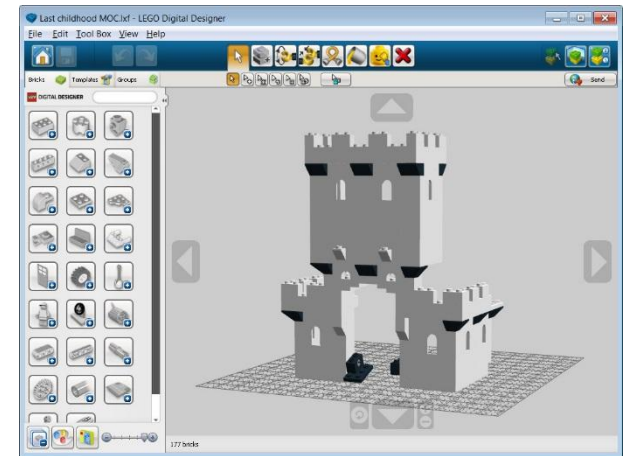 Last childhood MOC.lxf - LEGO Digital Designer
File Edit Tool Box View Help
Bricks Templates Groups
LEGO DIGITAL DESIGNER
Send
177 bricks